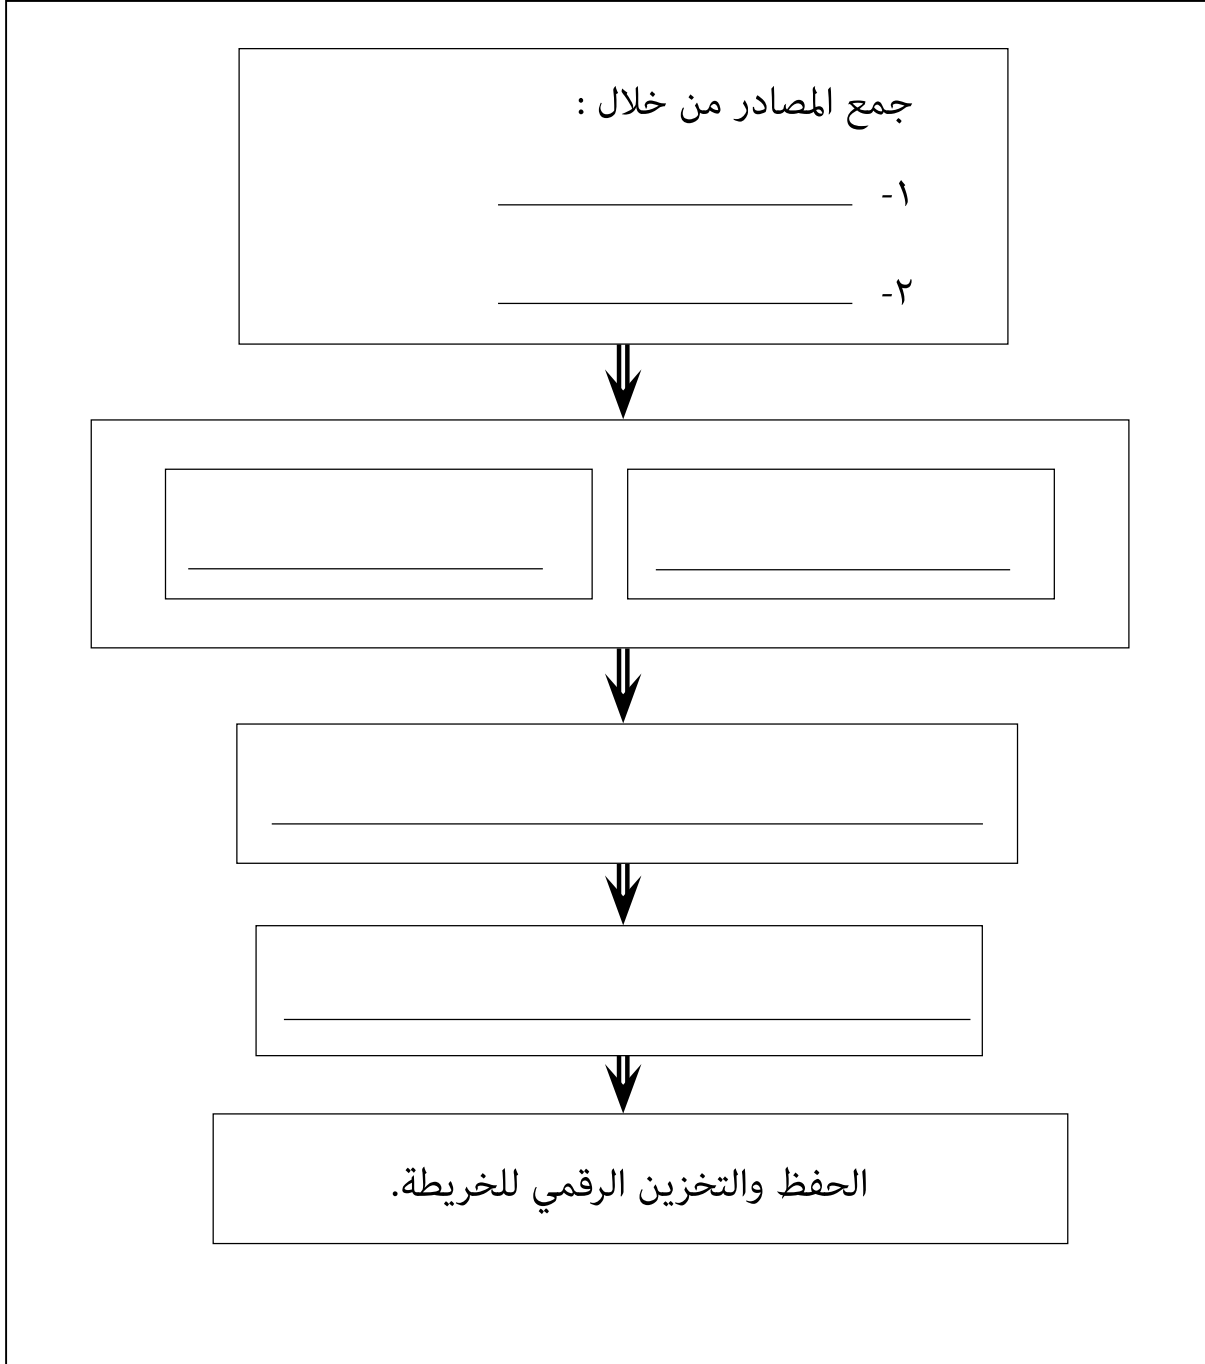 جمع المصادر من خلال :
١-
٢-
الحفظ والتخزين الرقمي للخريطة.